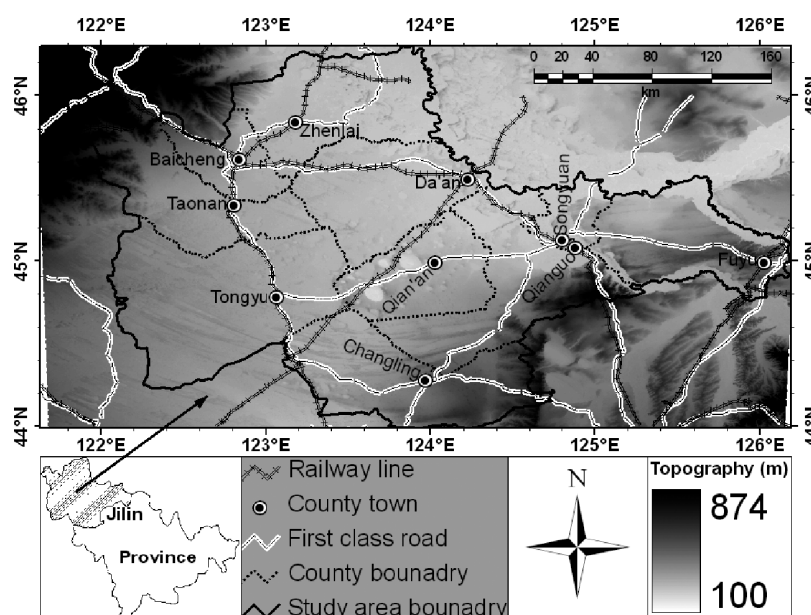 122°E 123°E 124°E 125°E 126°E
46°N 46°N
0 20 40 80 120 160
km
Zhenlai
Baicheng
Da'an
Taonan
Songyuan
45°N 45°N
Qianguo
Fuyu
Qian'an
Tongyu
Changling
44°N 44°N
122°E 123°E 124°E 125°E 126°E
Railway line
County town
First class road
County bounadry
Study area bounadry
Jilin
Province
N
Topography (m)
874
100